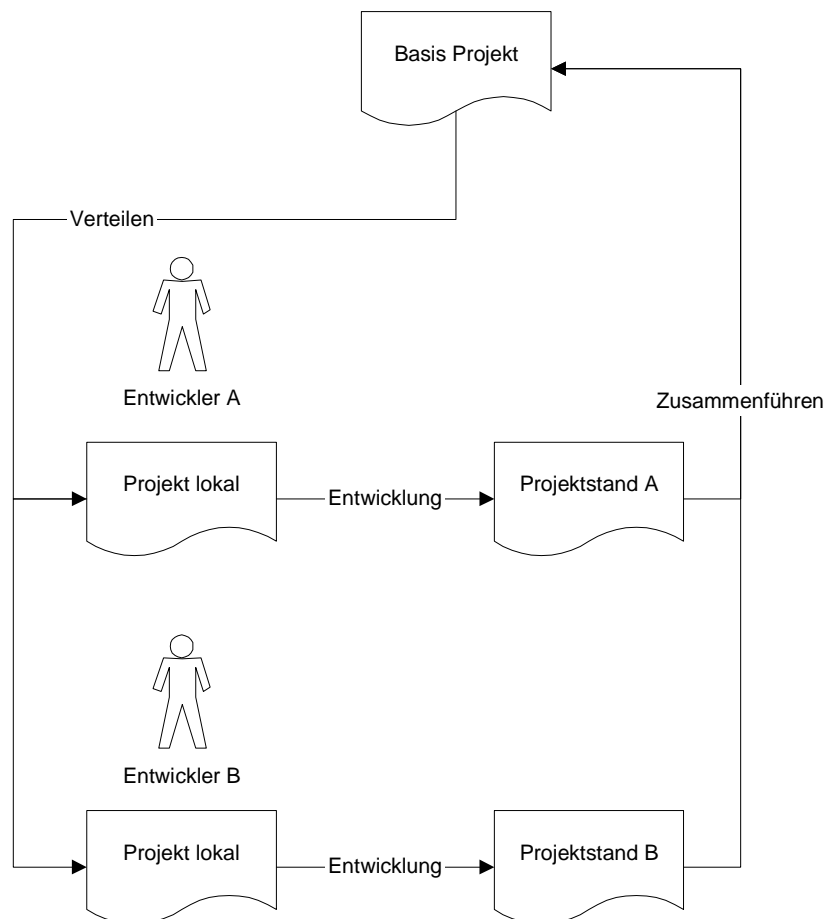 Basis Projekt
Verteilen
Entwickler A
Zusammenführen
Projekt lokal
Entwicklung
Projektstand A
Entwickler B
Projekt lokal
Entwicklung
Projektstand B